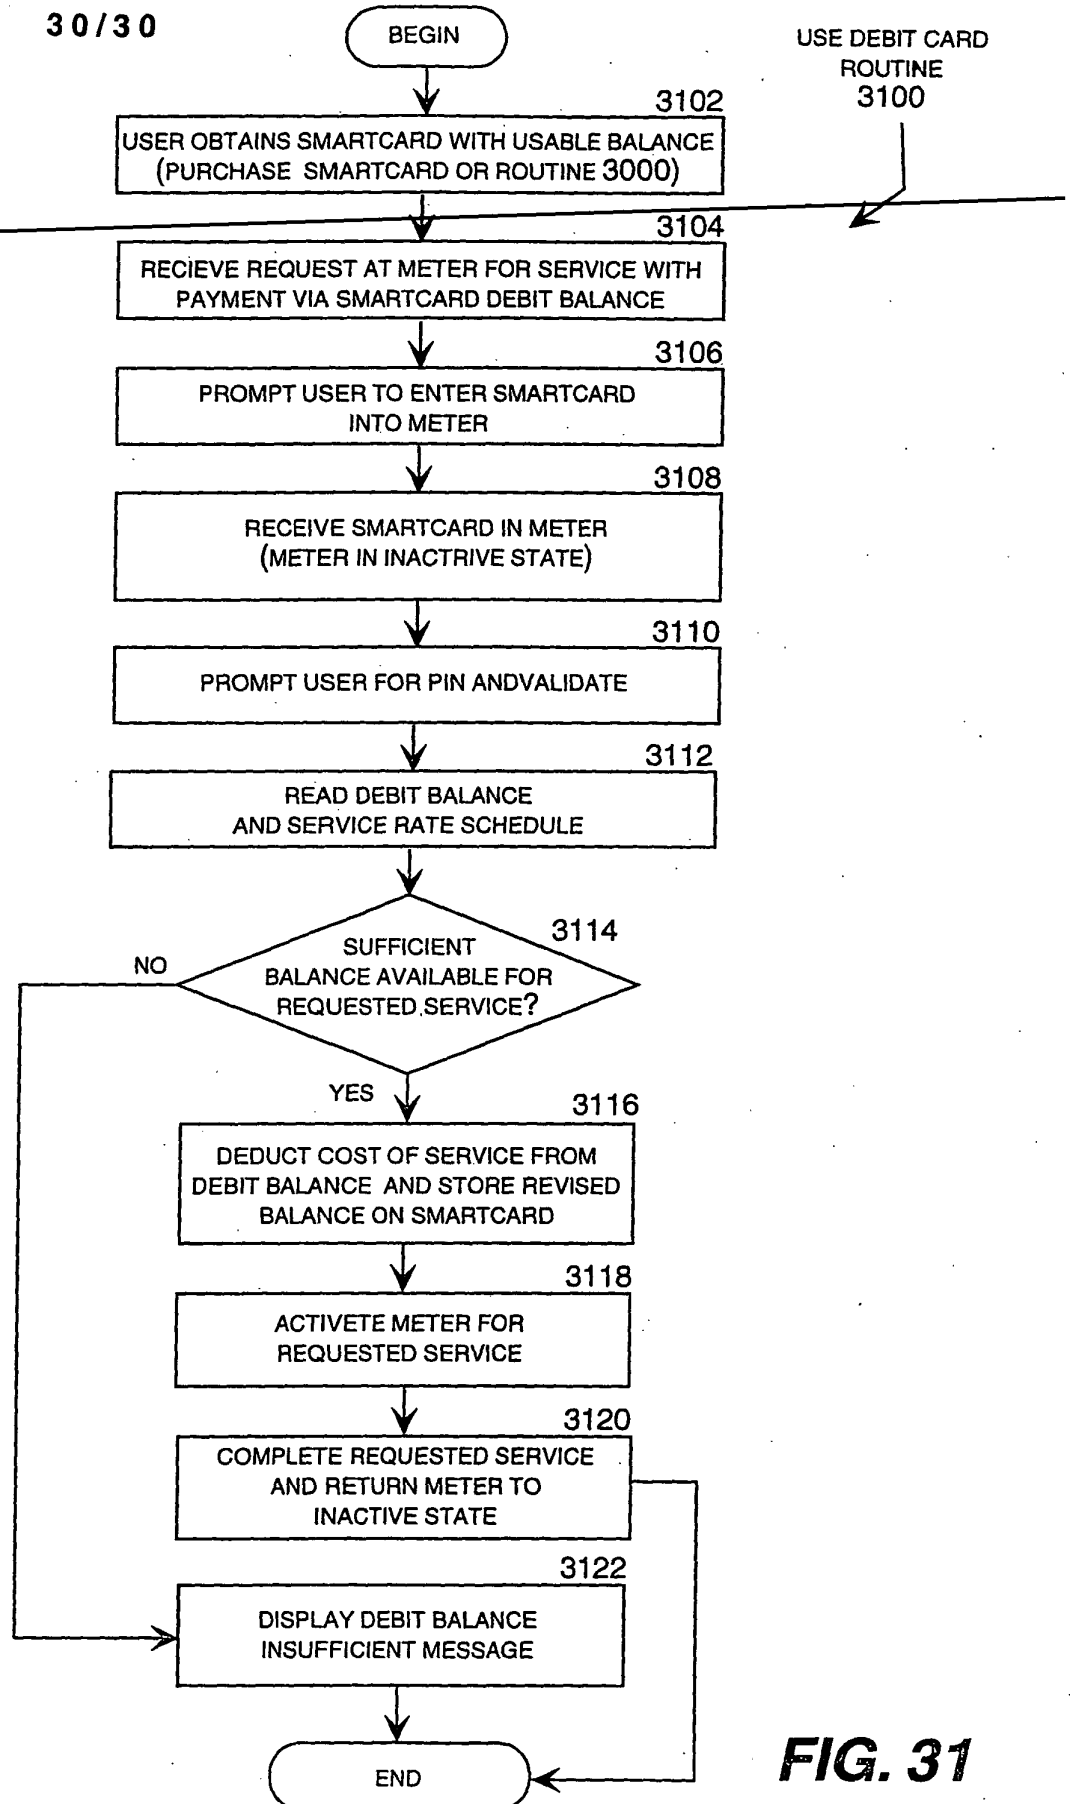 30/30
BEGIN
USE DEBIT CARD
ROUTINE
3100
3102
USER OBTAINS SMARTCARD WITH USABLE BALANCE
(PURCHASE SMARTCARD OR ROUTINE 3000)
3104
RECIEVE REQUEST AT METER FOR SERVICE WITH
PAYMENT VIA SMARTCARD DEBIT BALANCE
3106
PROMPT USER TO ENTER SMARTCARD
INTO METER
3108
RECEIVE SMARTCARD IN METER
(METER IN INACTRIVE STATE)
3110
PROMPT USER FOR PIN ANDVALIDATE
3112
READ DEBIT BALANCE
AND SERVICE RATE SCHEDULE
3114
SUFFICIENT
BALANCE AVAILABLE FOR
REQUESTED SERVICE?
NO
YES
3116
DEDUCT COST OF SERVICE FROM
DEBIT BALANCE AND STORE REVISED
BALANCE ON SMARTCARD
3118
ACTIVETE METER FOR
REQUESTED SERVICE
3120
COMPLETE REQUESTED SERVICE
AND RETURN METER TO
INACTIVE STATE
3122
DISPLAY DEBIT BALANCE
INSUFFICIENT MESSAGE
END
FIG. 31